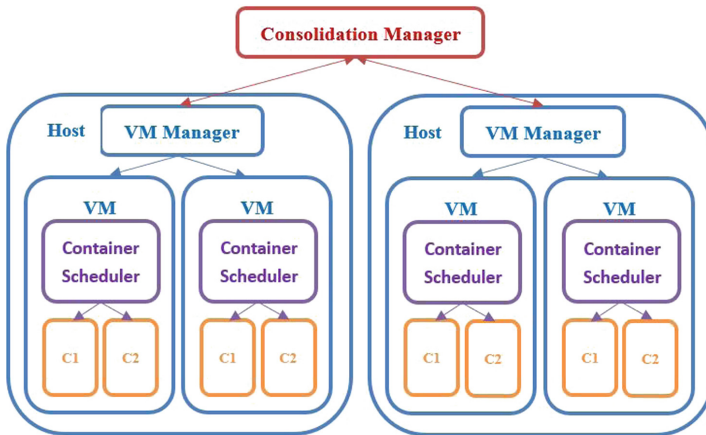 Consolidation Manager
Host
VM Manager
Host
VM Manager
VM
VM
VM
VM
Container
Scheduler
Container
Scheduler
Container
Scheduler
Container
Scheduler
C1
C2
C1
C2
C1
C2
C1
C2